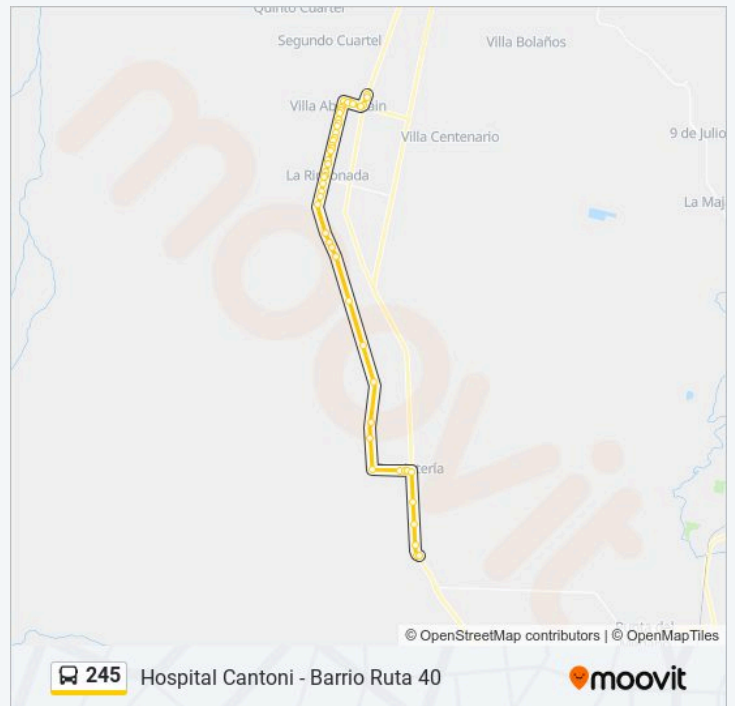 Quinto Cuartel
Segundo Cuartel
Villa Bolaños
Villa Centenario
9 de Julio
La Rinconada
La Maj
moovit
© OpenStreetMap contributors | © OpenMapTiles
245 Hospital Cantoni - Barrio Ruta 40
moovit